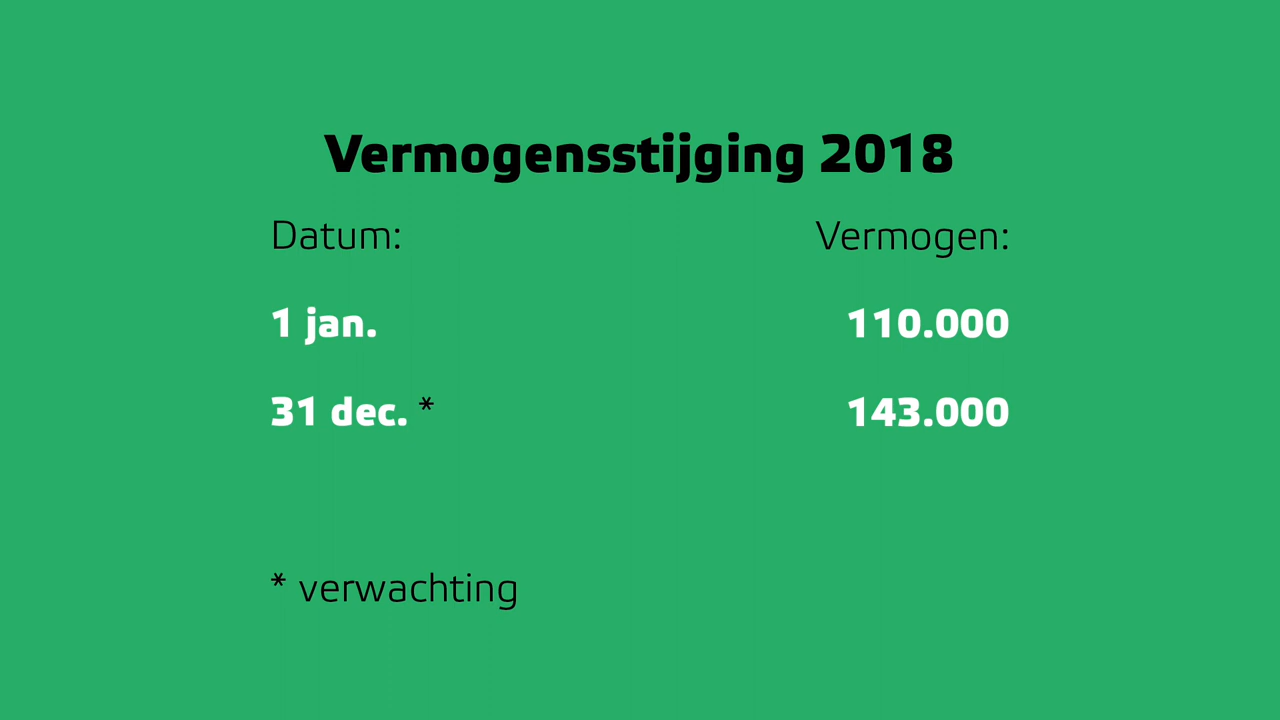 Vermogensstijging 2018
Datum: Vermogen:
1 jan. 110.000
31 dec. * 143.000
* verwachting